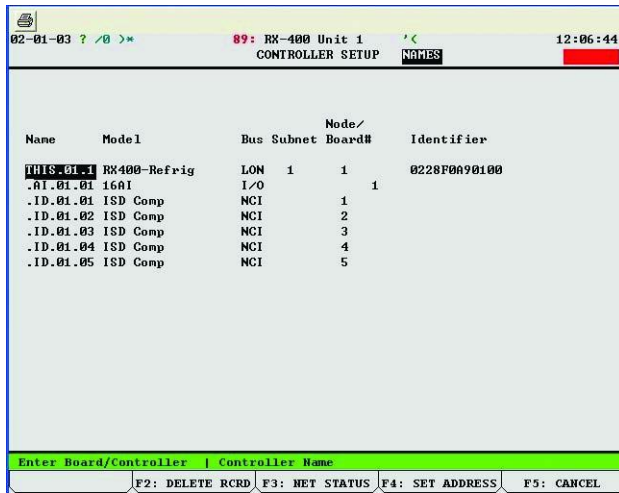 02-01-03 ? /0 )* 89: RX-400 Unit 1 '< 12:06:44
CONTROLLER SETUP NAMES
Node/
Name Model Bus Subnet Board# Identifier
THIS.01.1 RX400-Refrig LON 1 1 0228F0A90100
.AI.01.01 16AI I/O 1
.ID.01.01 ISD Comp NCI 1
.ID.01.02 ISD Comp NCI 2
.ID.01.03 ISD Comp NCI 3
.ID.01.04 ISD Comp NCI 4
.ID.01.05 ISD Comp NCI 5
Enter Board/Controller | Controller Name
F2: DELETE RCRD F3: NET STATUS F4: SET ADDRESS F5: CANCEL